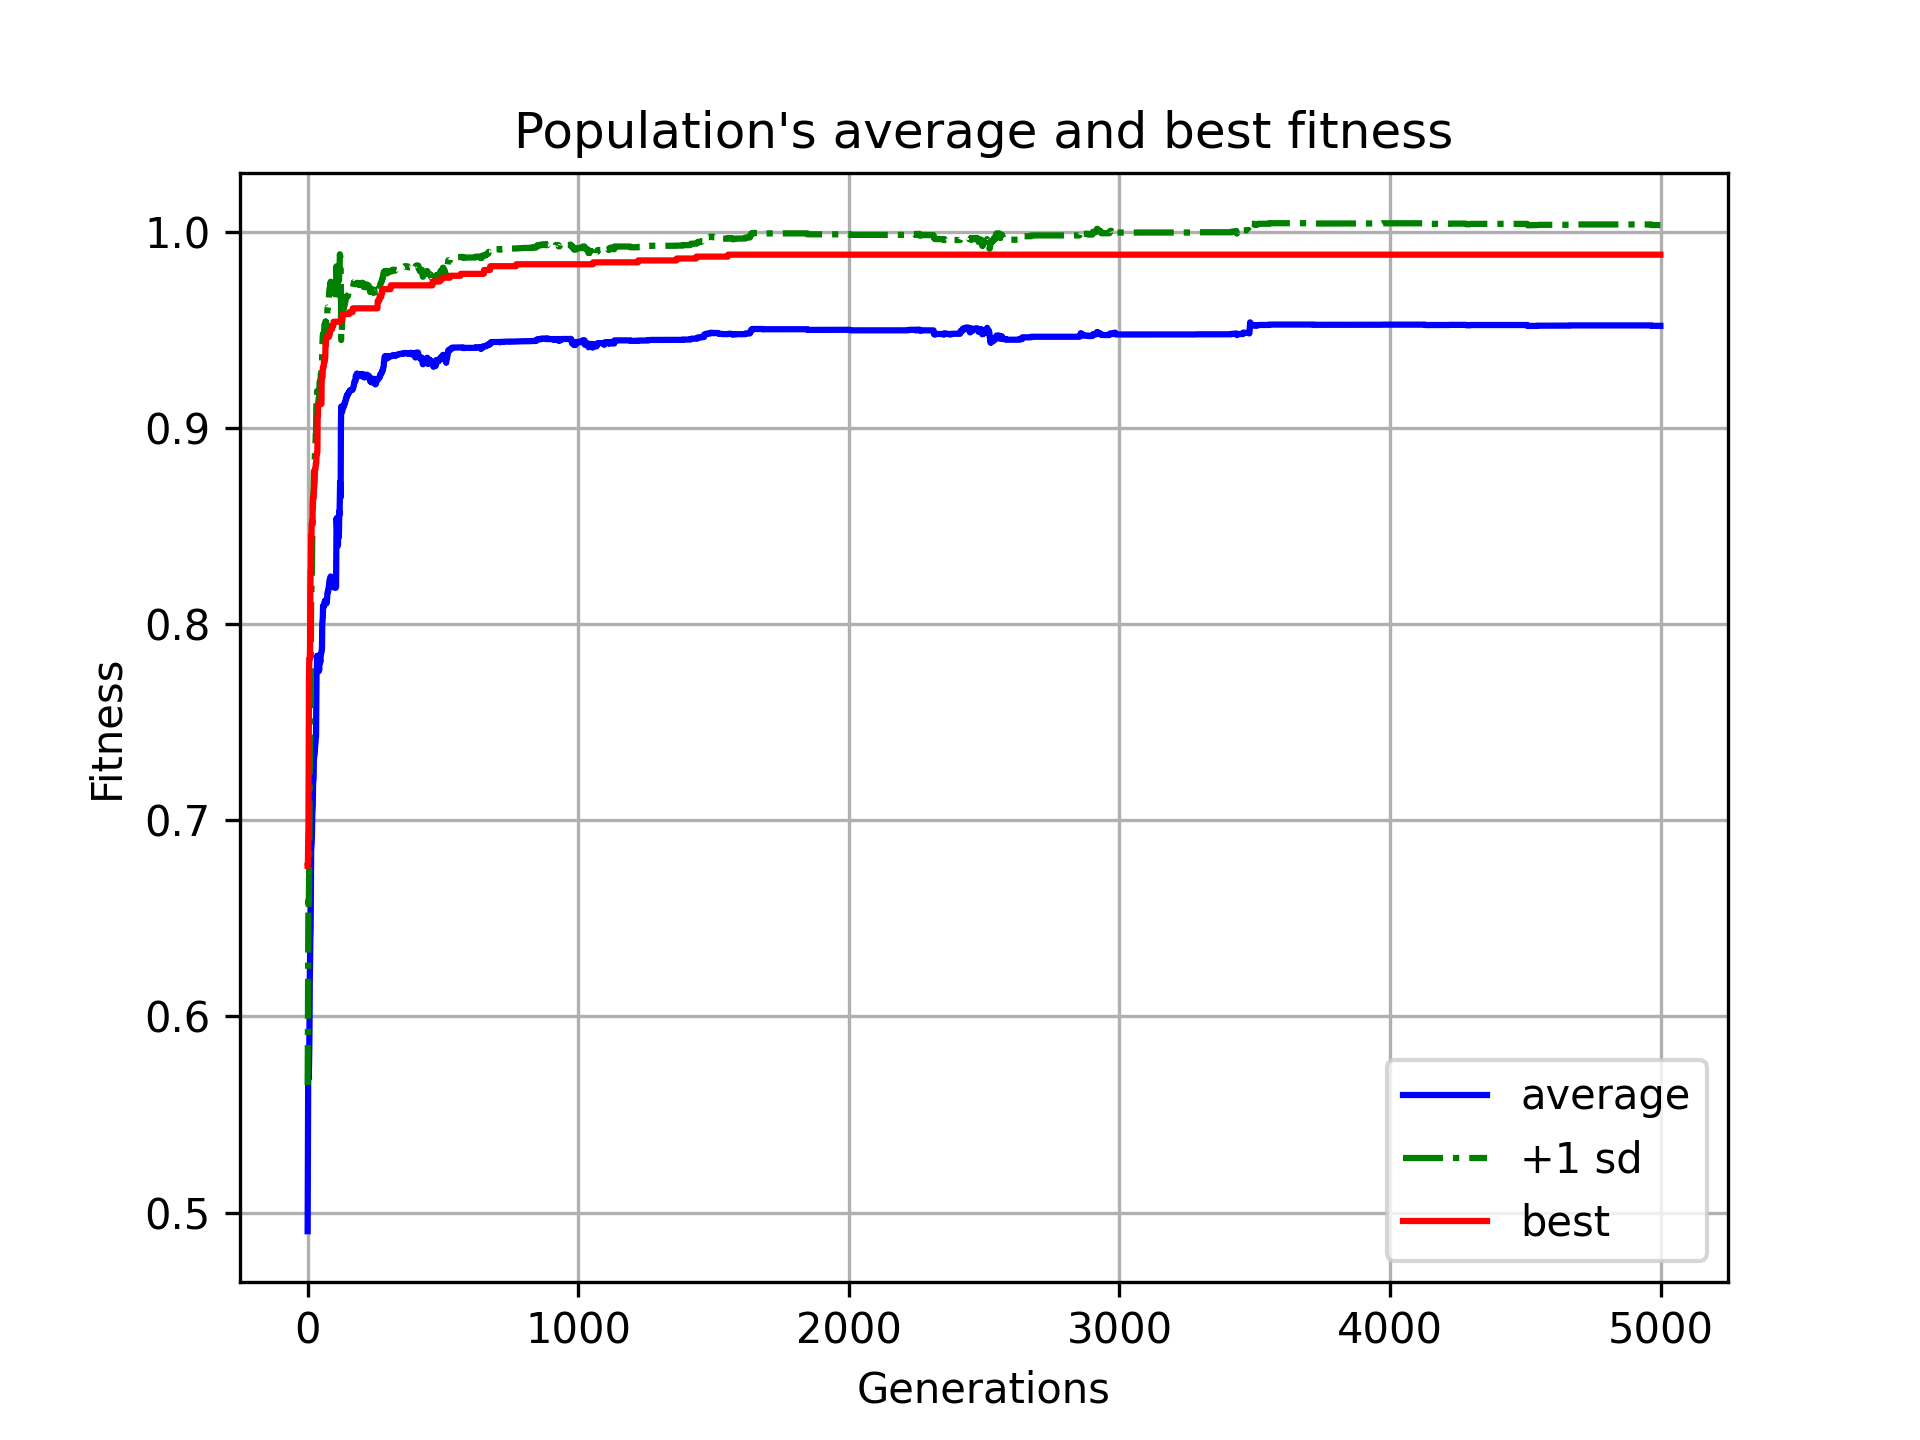 Population's average and best fitness
1.0
0.9
0.8
0.7
0.6
0.5
Fitness
0 1000 2000 3000 4000 5000
Generations
average
+1 sd
best